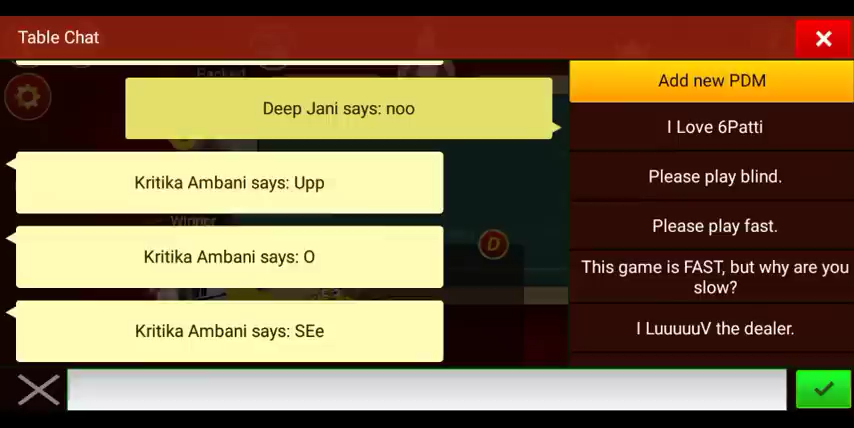 Table Chat
Packed
Deep Jani says: noo
Kritika Ambani says: Upp
Winner
Kritika Ambani says: O
D
Kritika Ambani says: SEe
Add new PDM
I Love 6Patti
Please play blind.
Please play fast.
This game is FAST, but why are you
slow?
I LuuuuuV the dealer.